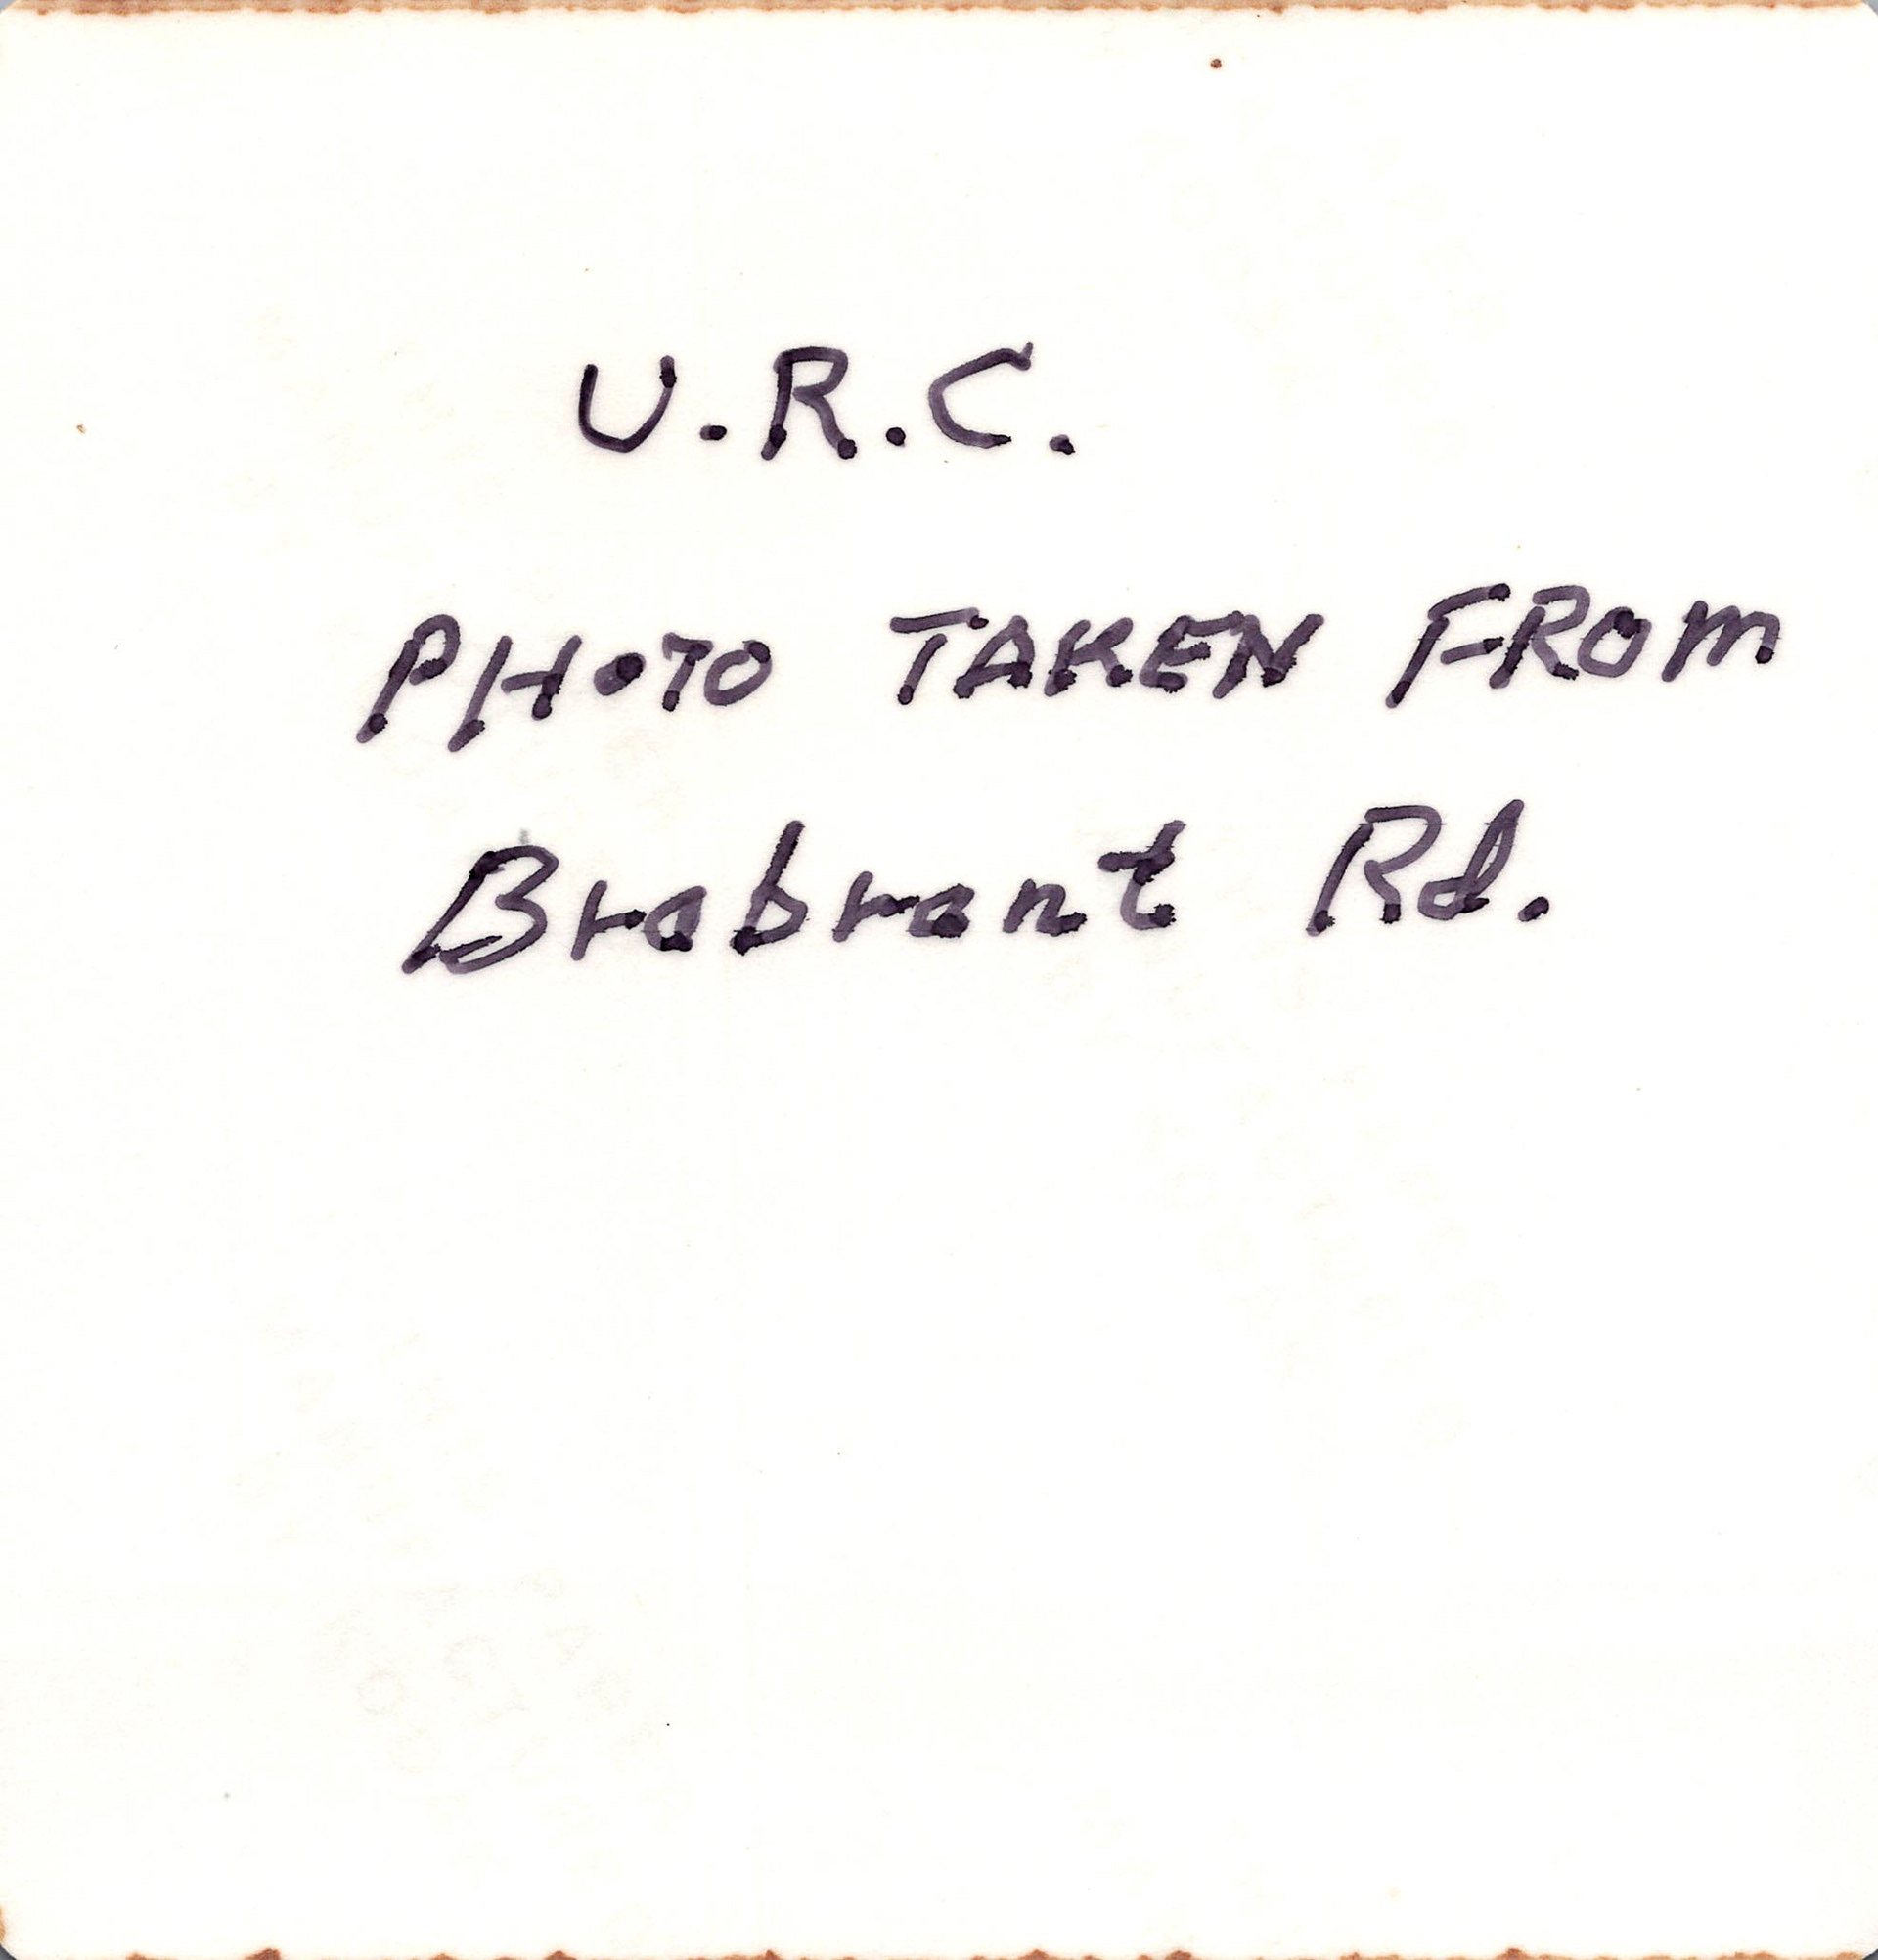 U.R.C.
PHOTO TAKEN FROM
Brabrant Rd.